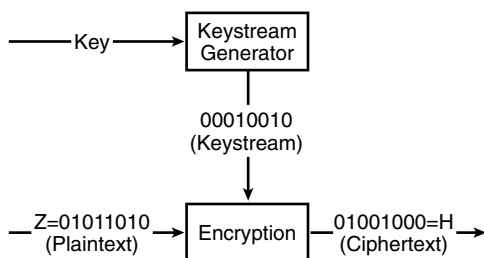 Key
Keystream
Generator
00010010
(Keystream)
Z=01011010
(Plaintext)
Encryption
01001000=H
(Ciphertext)